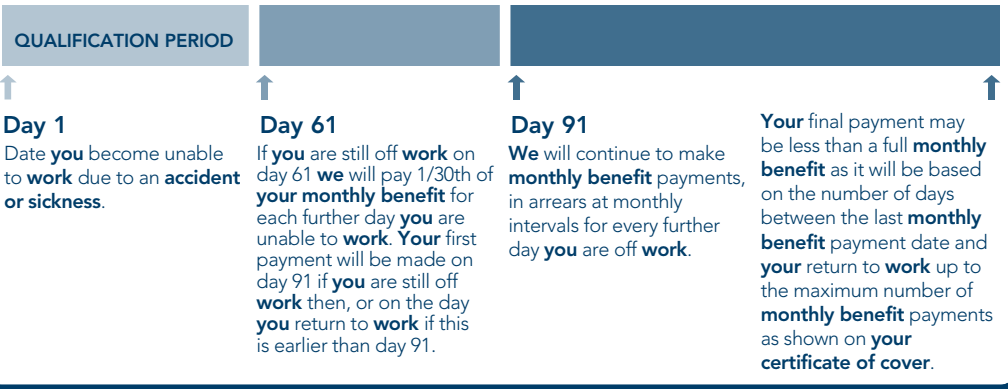 QUALIFICATION PERIOD
Day 1
Date you become unable
to work due to an accident
or sickness.
Day 61
If you are still off work on
day 61 we will pay 1/30th of
your monthly benefit for
each further day you are
unable to work. Your first
payment will be made on
day 91 if you are still off
work then, or on the day
you return to work if this
is earlier than day 91.
Day 91
We will continue to make
monthly benefit payments,
in arrears at monthly
intervals for every further
day you are off work.
Your final payment may
be less than a full monthly
benefit as it will be based
on the number of days
between the last monthly
benefit payment date and
your return to work up to
the maximum number of
monthly benefit payments
as shown on your
certificate of cover.